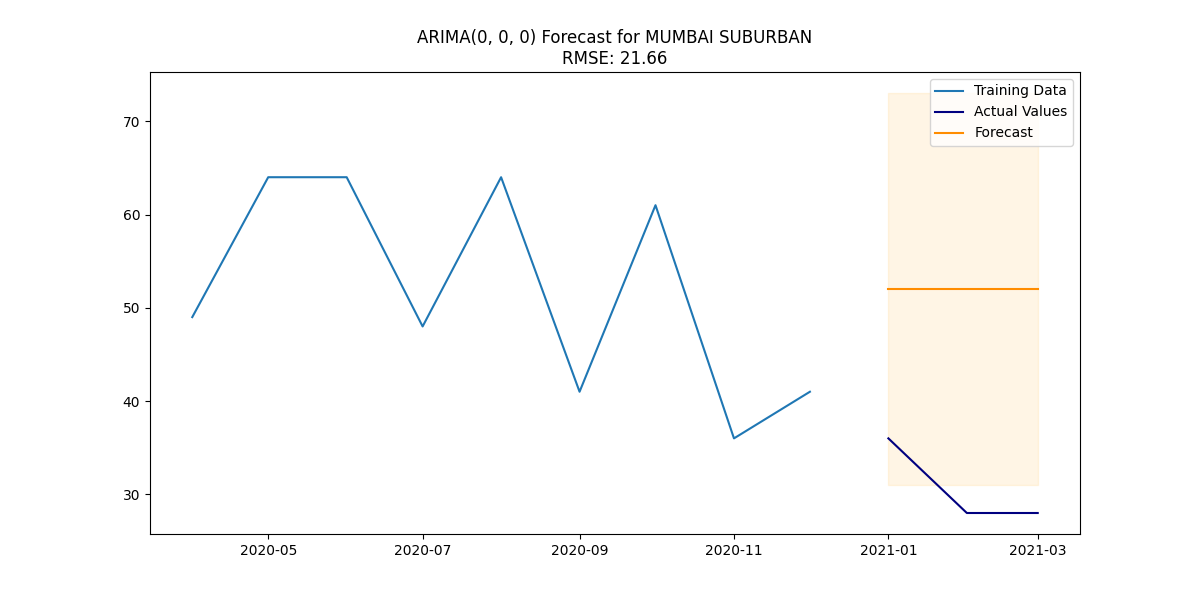 ARIMA(0, 0, 0) Forecast for MUMBAI SUBURBAN
RMSE: 21.66
Training Data
Actual Values
Forecast
70
60
50
40
30
2020-05
2020-07
2020-09
2020-11
2021-01
2021-03